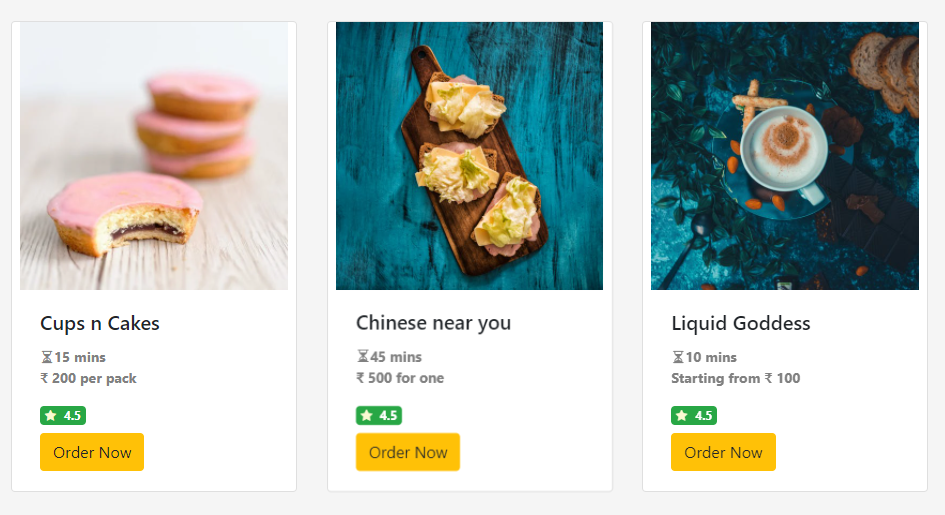 Cups n Cakes
⌛15 mins
₹ 200 per pack
★ 4.5
Order Now
Chinese near you
⌛45 mins
₹ 500 for one
★ 4.5
Order Now
Liquid Goddess
⌛10 mins
Starting from ₹ 100
★ 4.5
Order Now